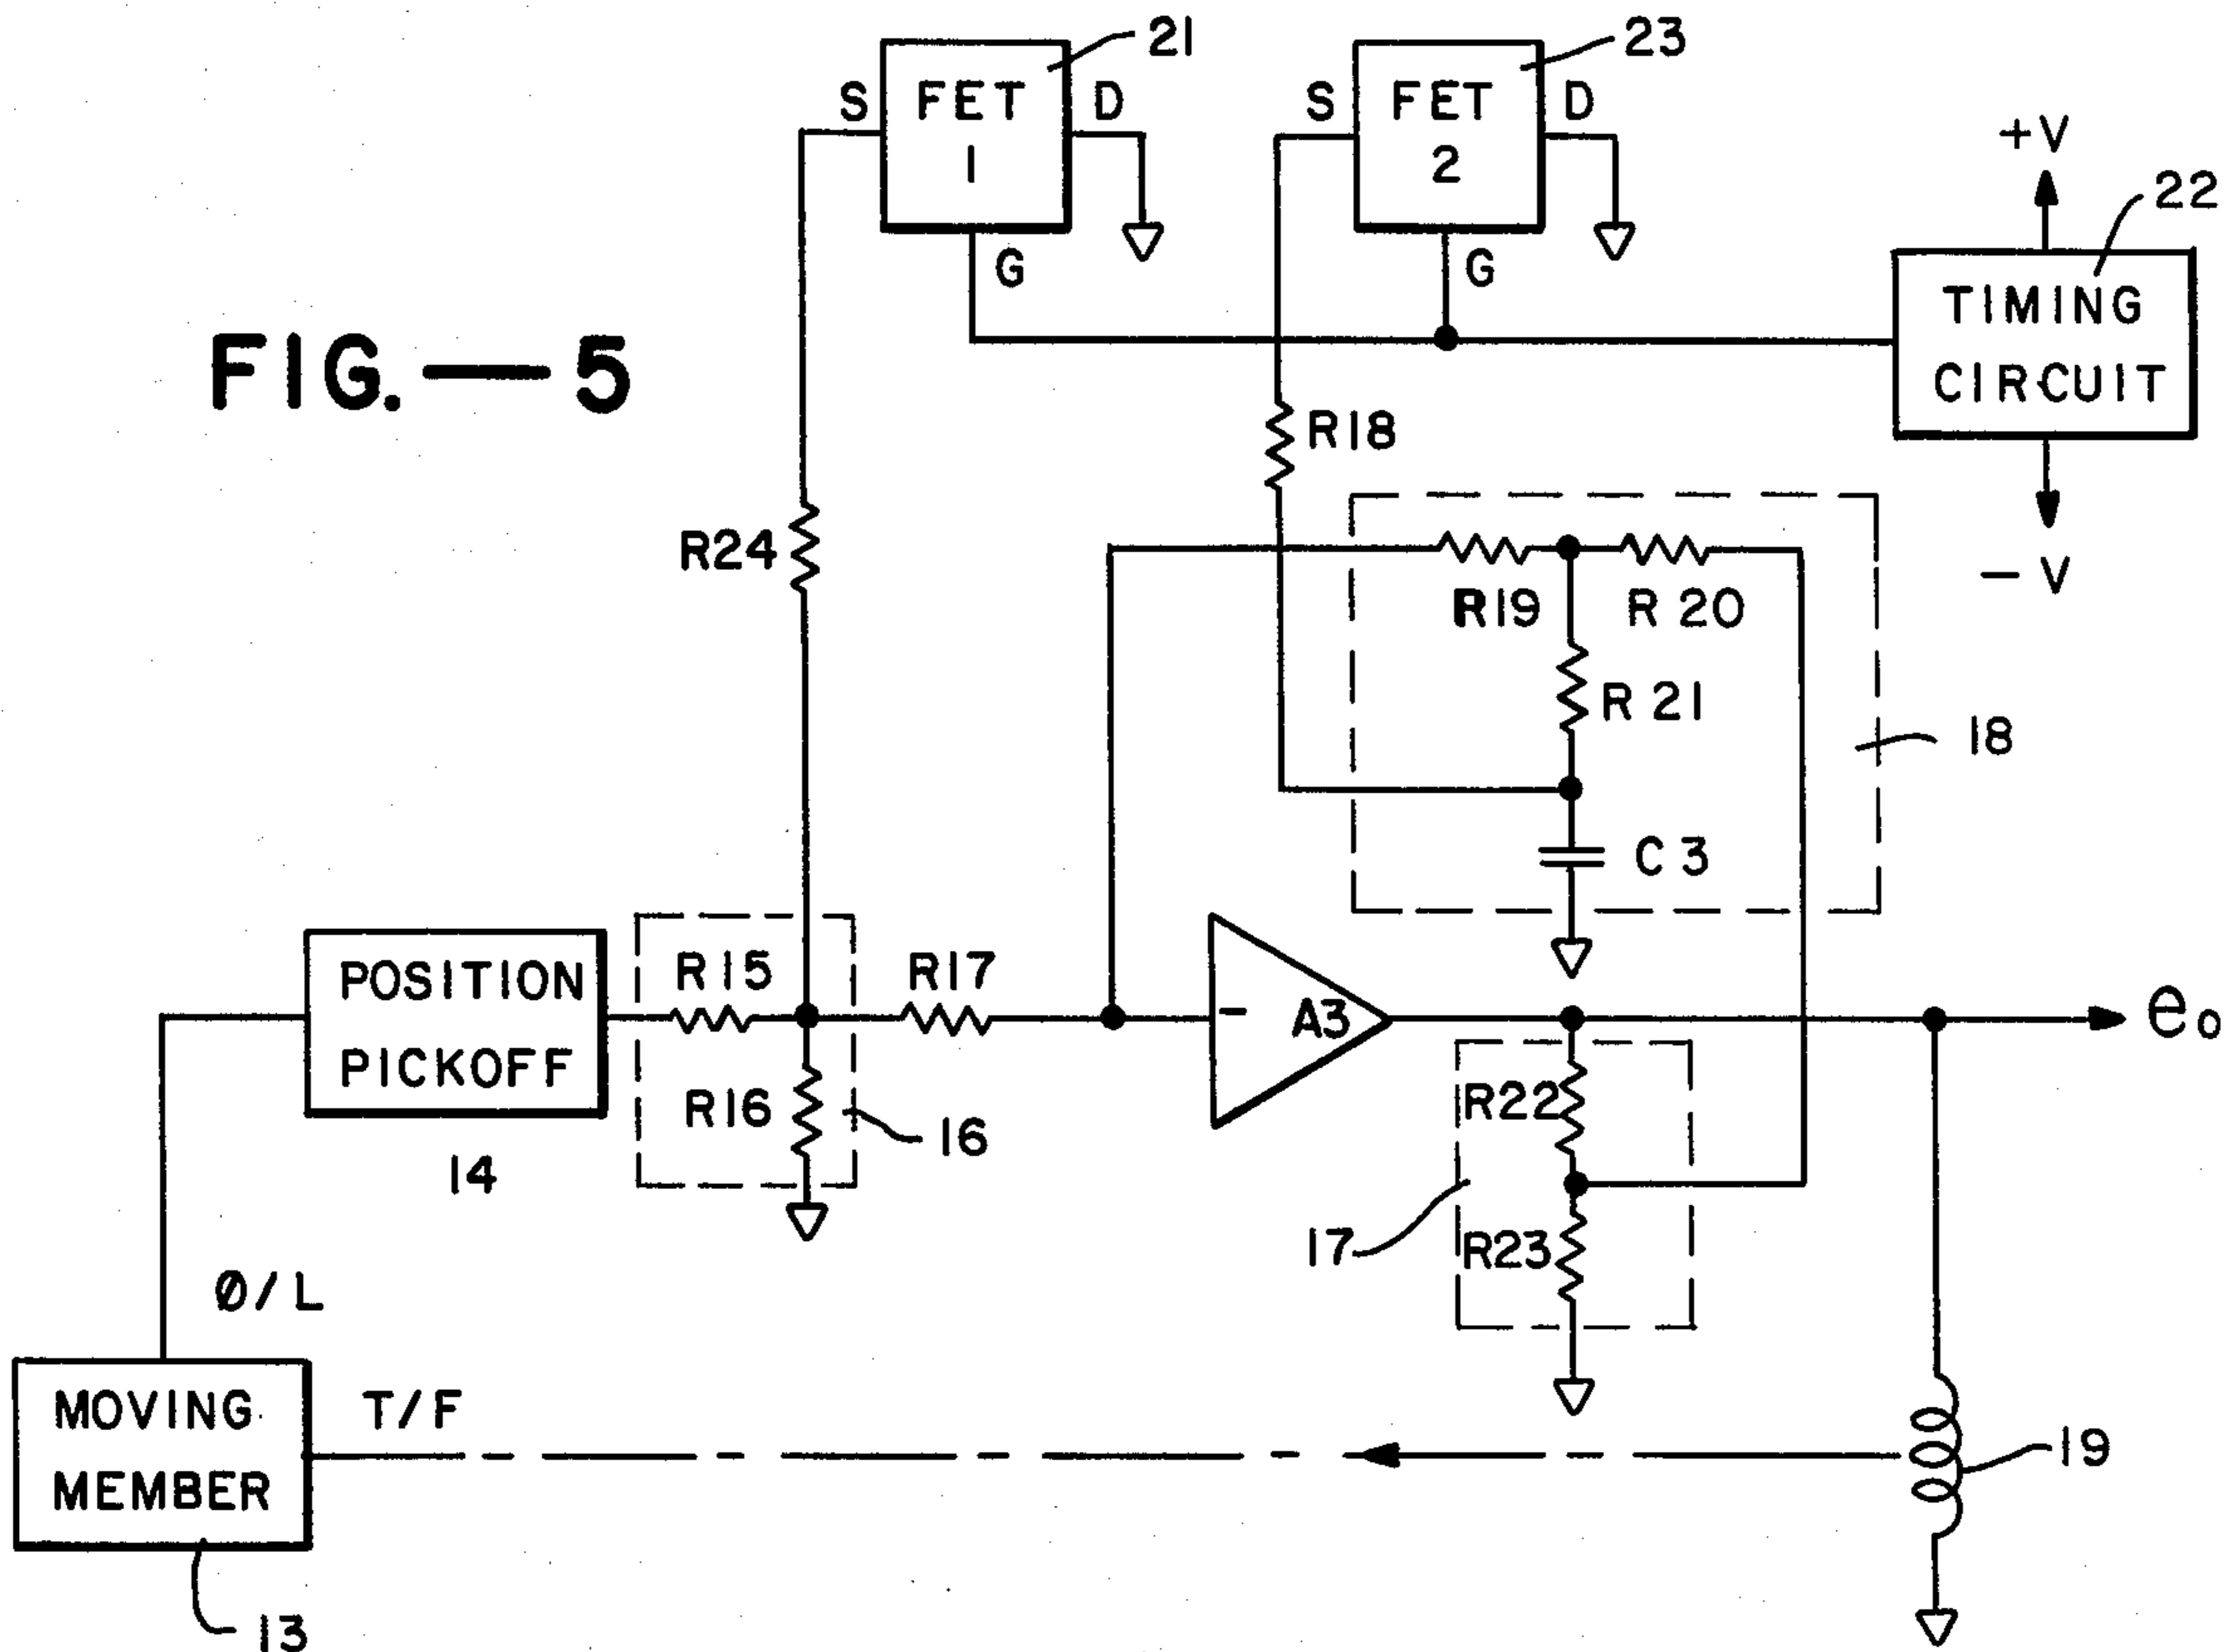 21
23
S
FET
1
D
S
FET
2
D
+V
22
G
G
TIMING
CIRCUIT
FIG.—5
R18
R24
R19
R 20
— V
R 21
18
C 3
POSITION
PICKOFF
14
R15
R17
R16
16
-
A3
e₀
R22
17
R23
Ø/L
MOVING
MEMBER
T/F
19
13